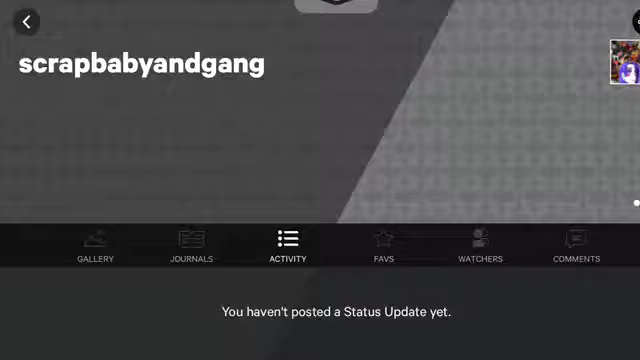 scrapbabyandgang
GALLERY JOURNALS ACTIVITY FAVS WATCHERS COMMENTS
You haven't posted a Status Update yet.